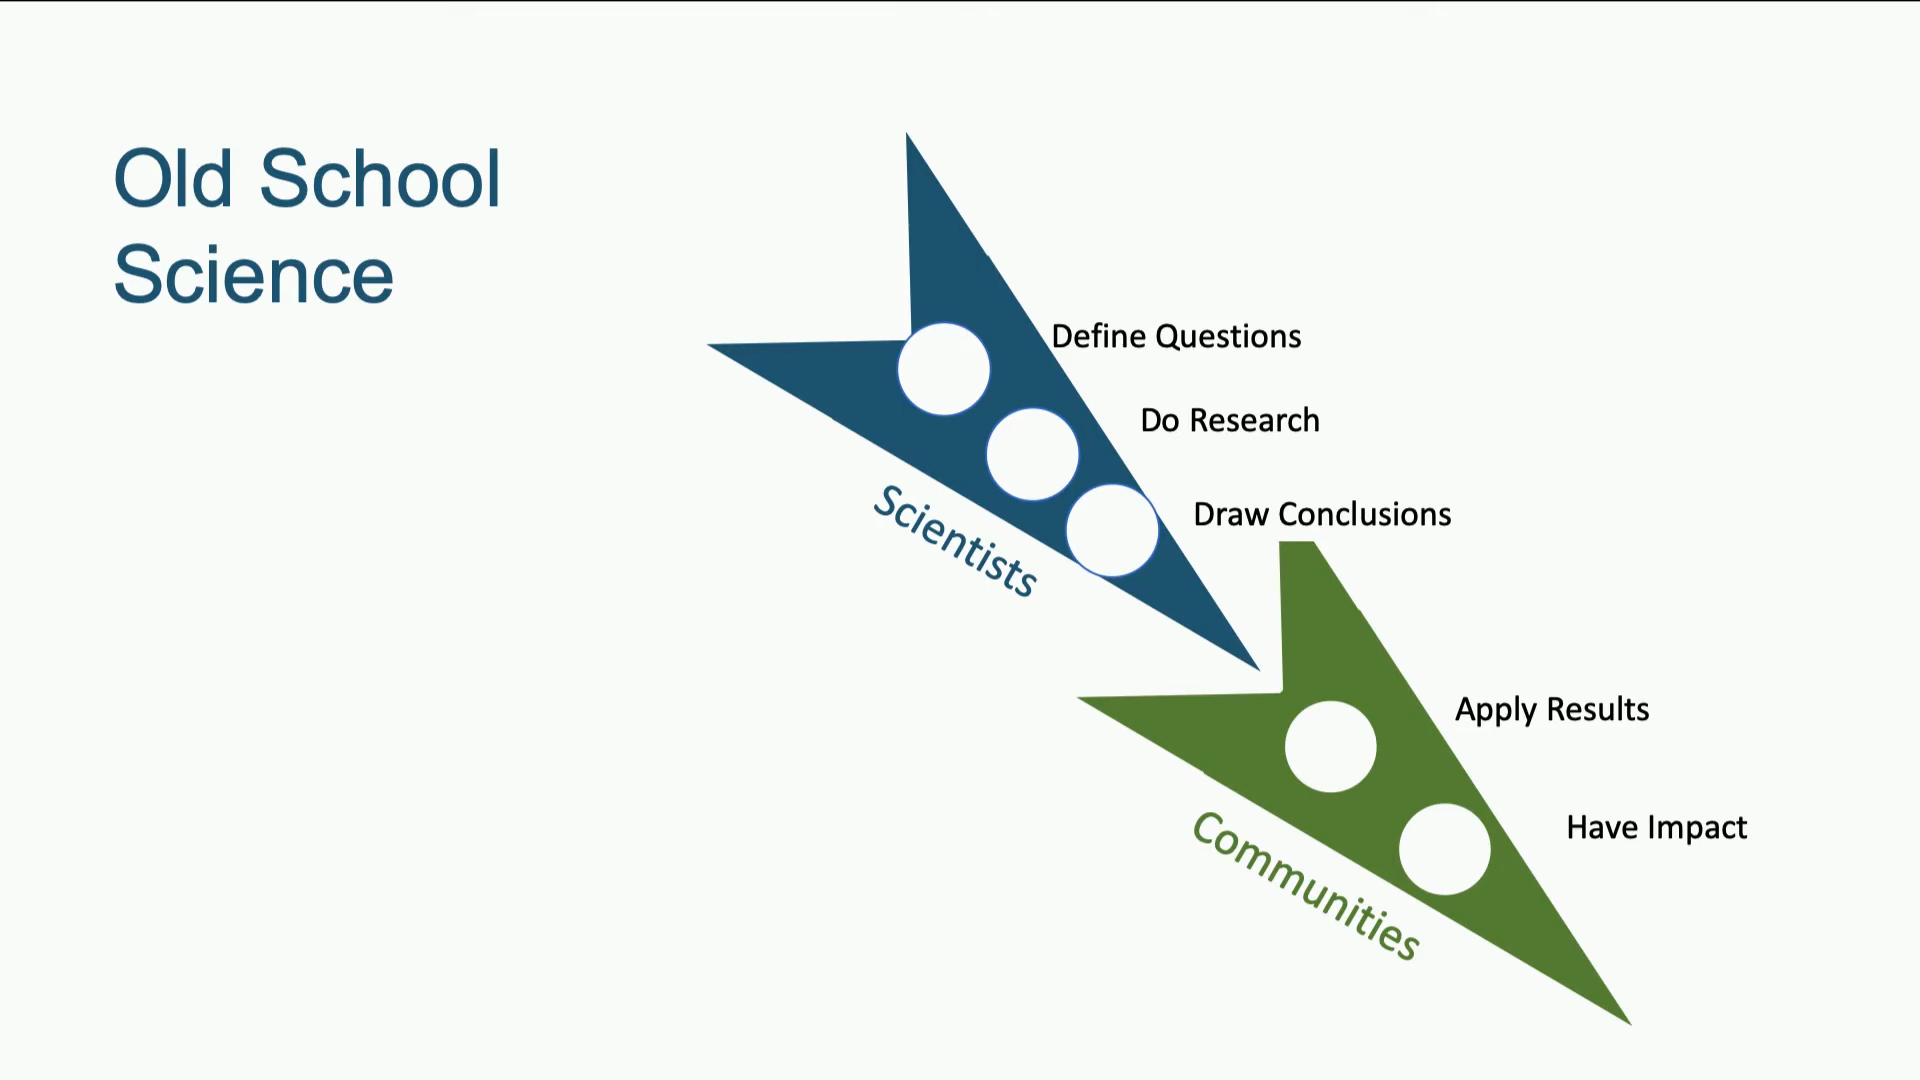 Old School
Science
Define Questions
Do Research
Draw Conclusions
Scientists
Apply Results
Have Impact
Communities